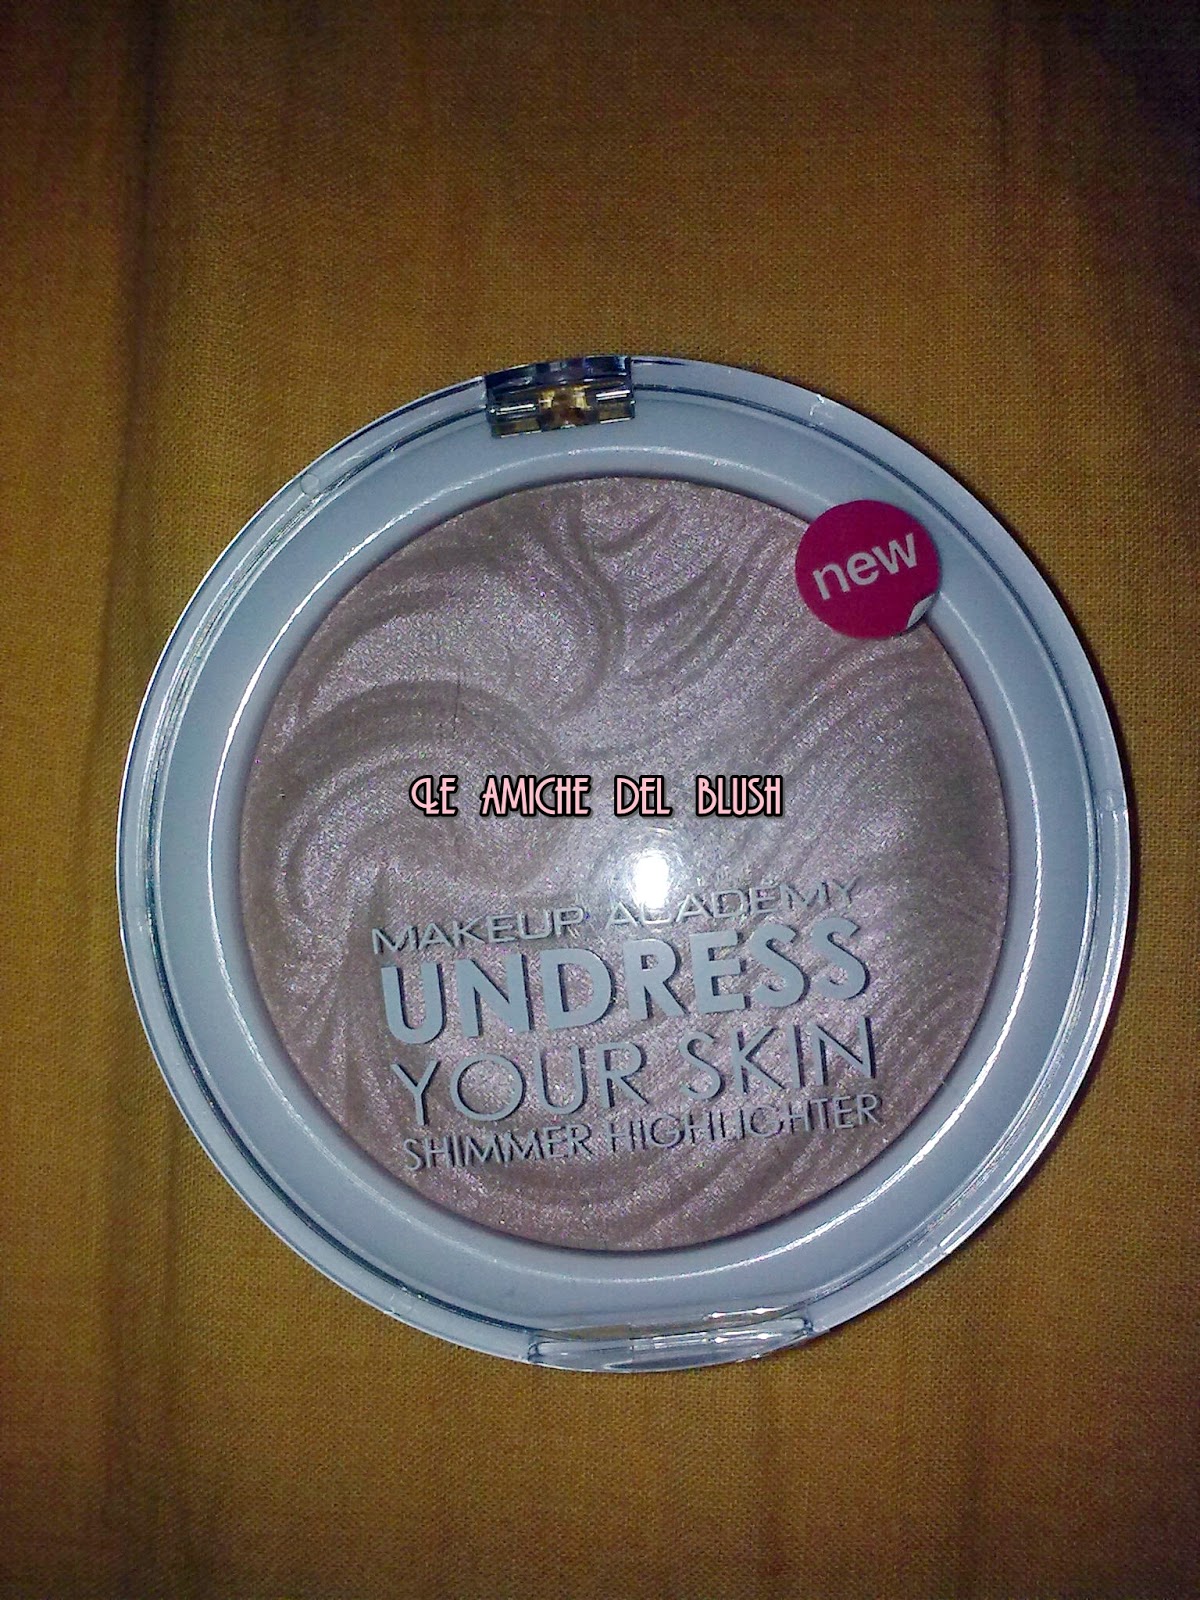 new
LE AMICHE DEL BLUSH
MAKEUP ACADEMY
UNDRESS
YOUR SKIN
SHIMMER HIGHLIGHTER